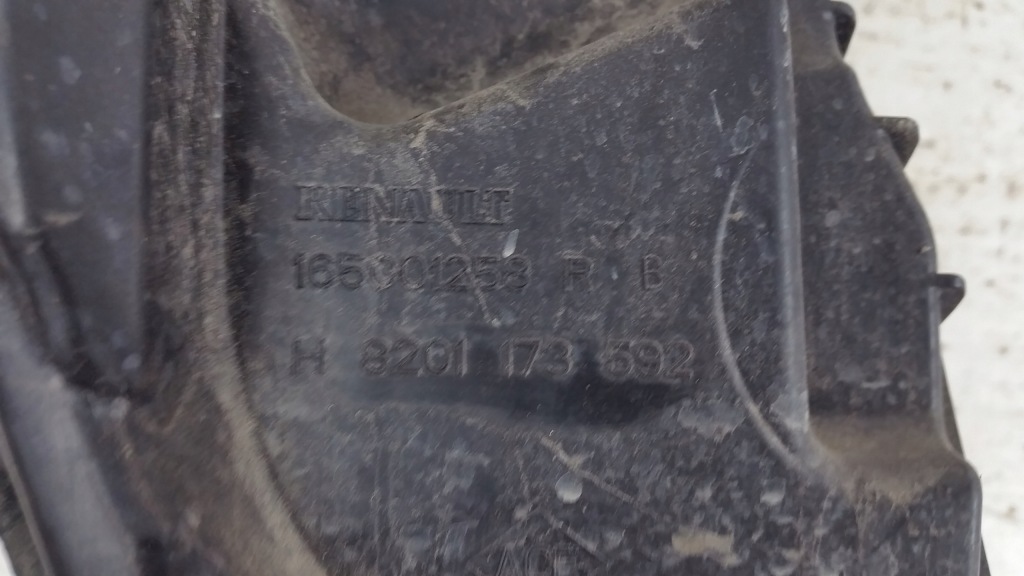 RENAULT
165001253 R B
H 8201 173 592